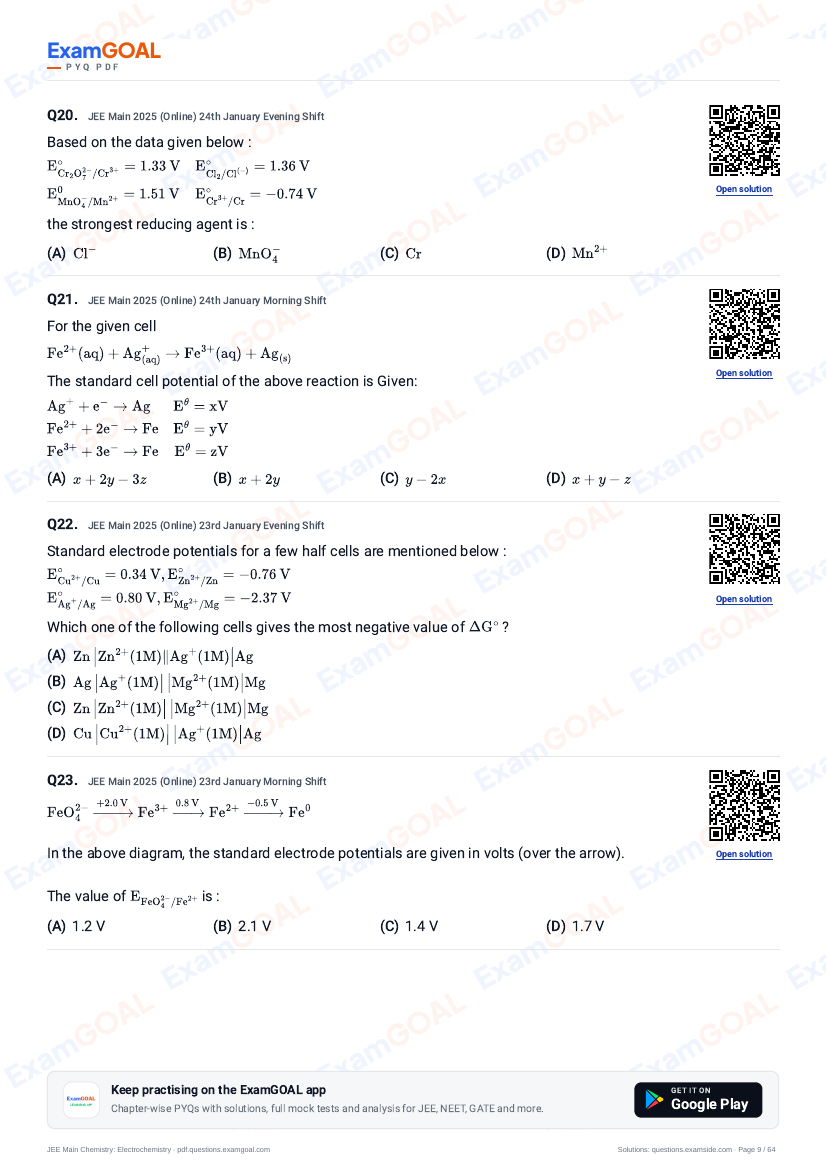 ExamGOAL
PYQ PDF
Q20. JEE Main 2025 (Online) 24th January Evening Shift
Based on the data given below :
E°_{Cr₂O₇²⁻/Cr³⁺} = 1.33 V E°_{Cl₂/Cl⁽⁻⁾} = 1.36 V
E⁰_{MnO₄⁻/Mn²⁺} = 1.51 V E°_{Cr³⁺/Cr} = −0.74 V
the strongest reducing agent is :
(A) Cl⁻ (B) MnO₄⁻ (C) Cr (D) Mn²⁺
Open solution
Q21. JEE Main 2025 (Online) 24th January Morning Shift
For the given cell
Fe²⁺(aq) + Ag⁺_{(aq)} → Fe³⁺(aq) + Ag_{(s)}
The standard cell potential of the above reaction is Given:
Ag⁺ + e⁻ → Ag E^θ = xV
Fe²⁺ + 2e⁻ → Fe E^θ = yV
Fe³⁺ + 3e⁻ → Fe E^θ = zV
(A) x + 2y − 3z (B) x + 2y (C) y − 2x (D) x + y − z
Open solution
Q22. JEE Main 2025 (Online) 23rd January Evening Shift
Standard electrode potentials for a few half cells are mentioned below :
E°_{Cu²⁺/Cu} = 0.34 V, E°_{Zn²⁺/Zn} = −0.76 V
E°_{Ag⁺/Ag} = 0.80 V, E°_{Mg²⁺/Mg} = −2.37 V
Which one of the following cells gives the most negative value of ΔG° ?
(A) Zn |Zn²⁺(1M)||Ag⁺(1M)|Ag
(B) Ag |Ag⁺(1M)| |Mg²⁺(1M)|Mg
(C) Zn |Zn²⁺(1M)| |Mg²⁺(1M)|Mg
(D) Cu |Cu²⁺(1M)| |Ag⁺(1M)|Ag
Open solution
Q23. JEE Main 2025 (Online) 23rd January Morning Shift
FeO₄²⁻ —+2.0 V→ Fe³⁺ —0.8 V→ Fe²⁺ —−0.5 V→ Fe⁰
In the above diagram, the standard electrode potentials are given in volts (over the arrow).
The value of E_{FeO₄²⁻/Fe²⁺} is :
(A) 1.2 V (B) 2.1 V (C) 1.4 V (D) 1.7 V
Open solution
Keep practising on the ExamGOAL app
Chapter-wise PYQs with solutions, full mock tests and analysis for JEE, NEET, GATE and more.
GET IT ON
Google Play
JEE Main Chemistry: Electrochemistry · pdf.questions.examgoal.com
Solutions: questions.examside.com · Page 9 / 64